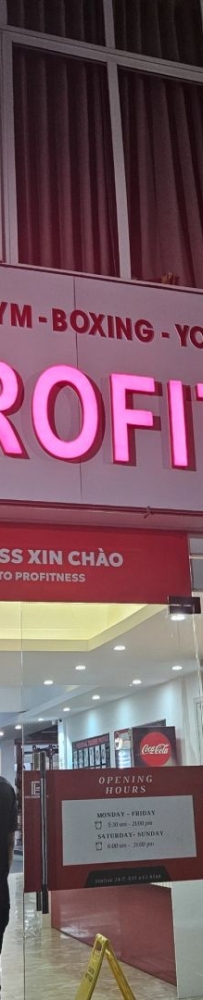 YM - BOXING - YO
ROFIT
SS XIN CHÀO
TO PROFITNESS
Coca-Cola
OPENING
HOURS
MONDAY - FRIDAY
SATURDAY - SUNDAY